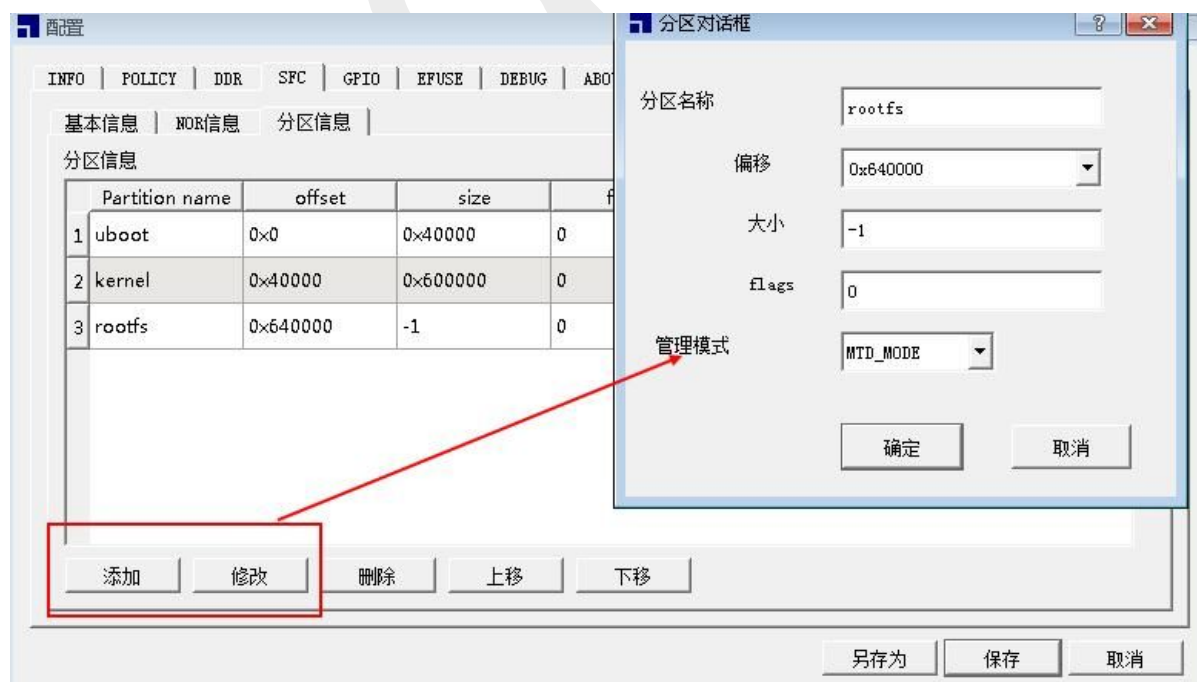 配置
INFO | POLICY | DDR SFC | GPIO | EFUSE | DEBUG | ABO
基本信息 | NOR信息 分区信息
分区信息
Partition name offset size f
1 uboot 0x0 0x40000 0
2 kernel 0x40000 0x600000 0
3 rootfs 0x640000 -1 0
添加 修改 删除 上移 下移
另存为 保存 取消
分区对话框
分区名称 rootfs
偏移 0x640000
大小 -1
flags 0
管理模式 MTD_MODE
确定 取消